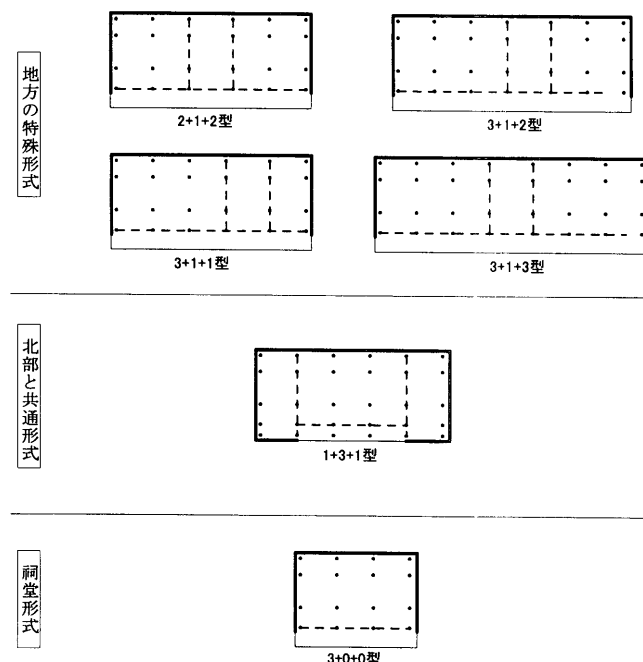 地方の特殊形式
2+1+2型
3+1+2型
3+1+1型
3+1+3型
北部と共通形式
1+3+1型
祠堂形式
3+0+0型